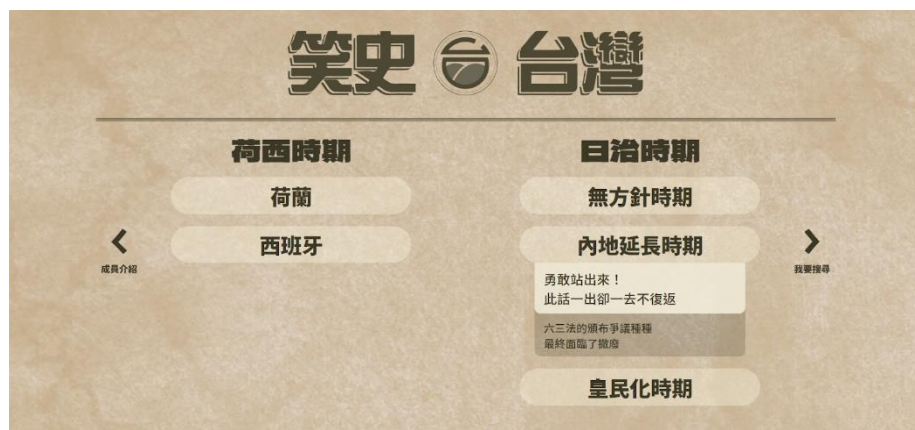 笑史 台灣
荷西時期
荷蘭
西班牙
日治時期
無方針時期
內地延長時期
勇敢站出來！
此話一出卻一去不復返
六三法的頒布爭議種種
最終面臨了撤廢
皇民化時期
成員介紹
我要搜尋